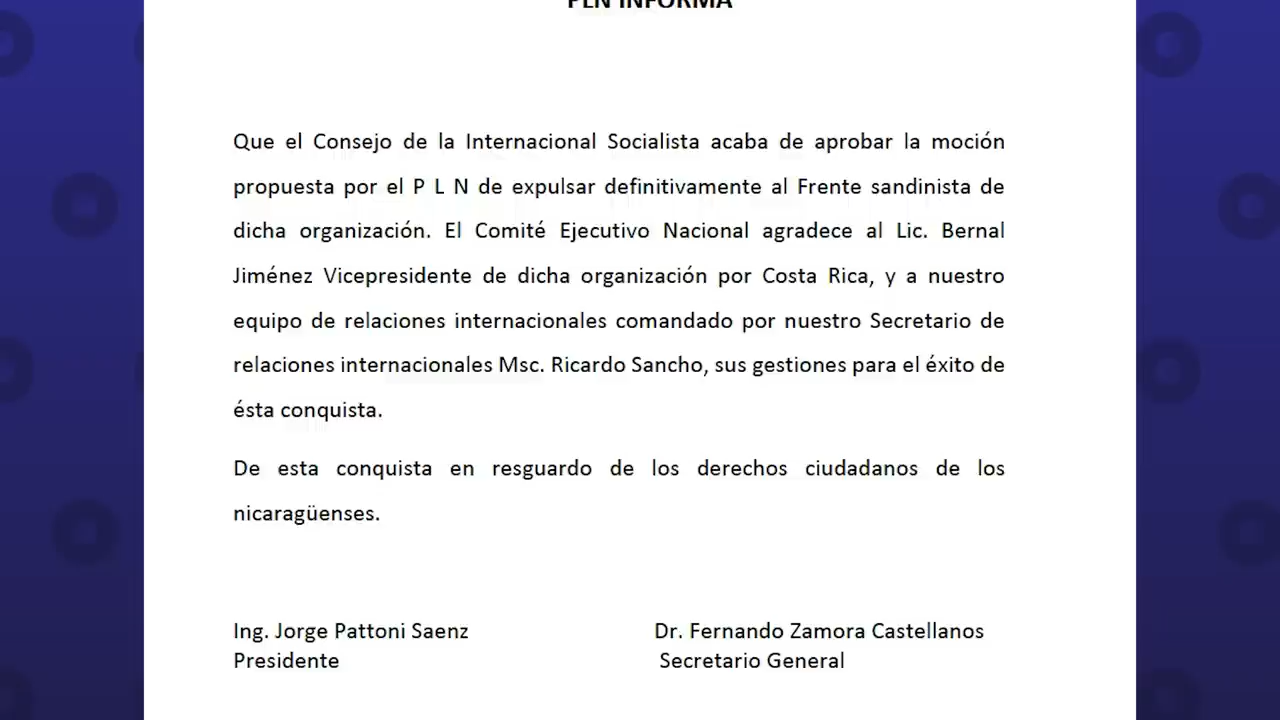 PLN INFORMA
Que el Consejo de la Internacional Socialista acaba de aprobar la moción
propuesta por el P L N de expulsar definitivamente al Frente sandinista de
dicha organización. El Comité Ejecutivo Nacional agradece al Lic. Bernal
Jiménez Vicepresidente de dicha organización por Costa Rica, y a nuestro
equipo de relaciones internacionales comandado por nuestro Secretario de
relaciones internacionales Msc. Ricardo Sancho, sus gestiones para el éxito de
ésta conquista.
De esta conquista en resguardo de los derechos ciudadanos de los
nicaragüenses.
Ing. Jorge Pattoni Saenz
Presidente
Dr. Fernando Zamora Castellanos
Secretario General